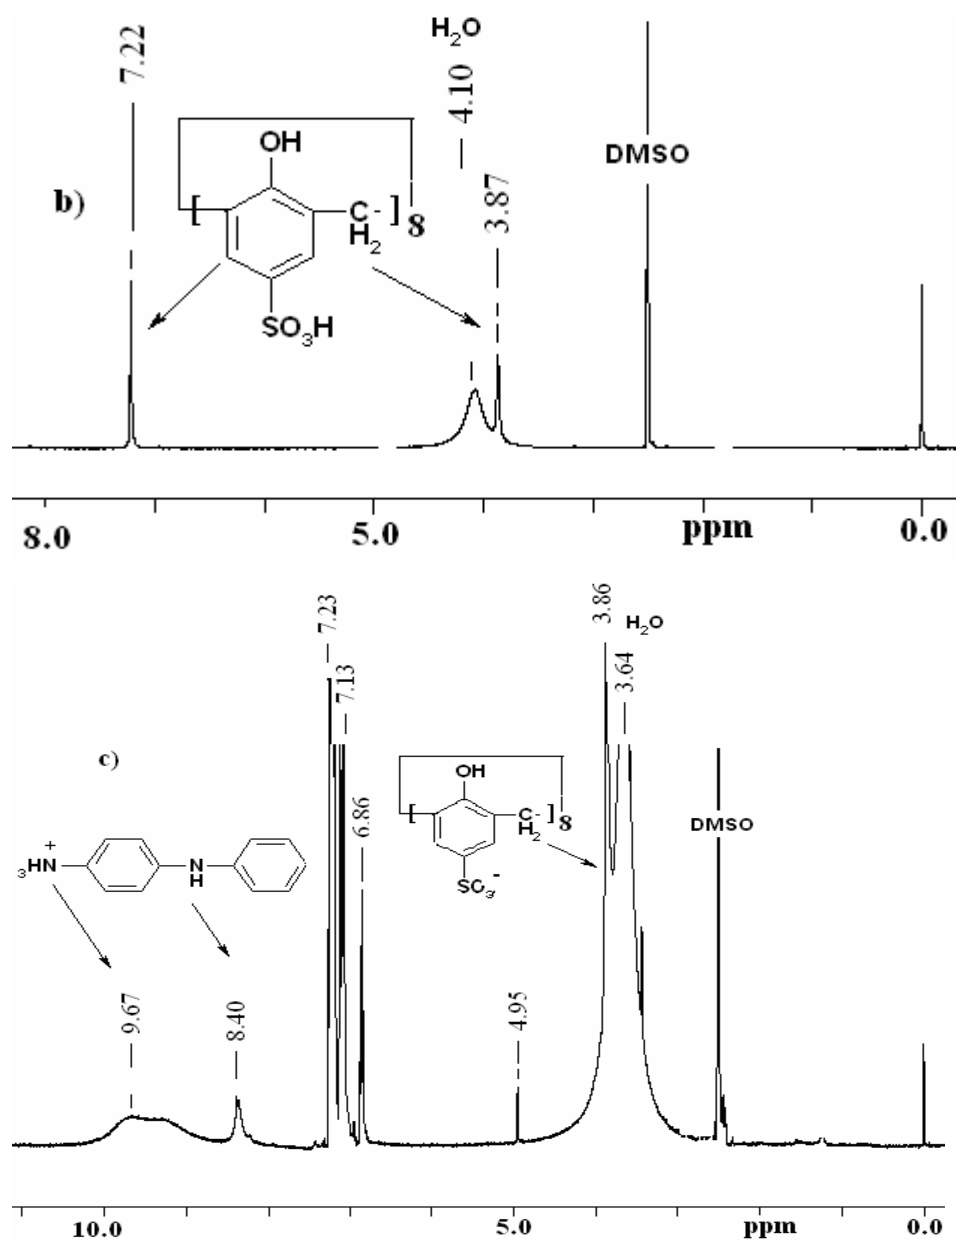 7.22
H2O
4.10
3.87
DMSO
b)
OH
[
C-
H2
]8
SO3H
8.0
5.0
ppm
0.0
7.23
7.13
6.86
3.86
H2O
3.64
c)
OH
[
C-
H2
]8
SO3-
DMSO
+
3HN
N
H
9.67
8.40
4.95
10.0
5.0
ppm
0.0